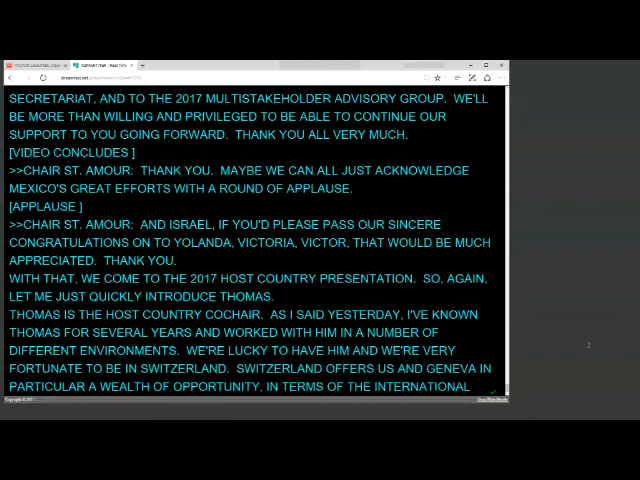 SECRETARIAT, AND TO THE 2017 MULTISTAKEHOLDER ADVISORY GROUP.  WE'LL
BE MORE THAN WILLING AND PRIVILEGED TO BE ABLE TO CONTINUE OUR
SUPPORT TO YOU GOING FORWARD.  THANK YOU ALL VERY MUCH.
[VIDEO CONCLUDES ]
>>CHAIR ST. AMOUR:  THANK YOU.  MAYBE WE CAN ALL JUST ACKNOWLEDGE
MEXICO'S GREAT EFFORTS WITH A ROUND OF APPLAUSE.
[APPLAUSE ]
>>CHAIR ST. AMOUR:  AND ISRAEL, IF YOU'D PLEASE PASS OUR SINCERE
CONGRATULATIONS ON TO YOLANDA, VICTORIA, VICTOR, THAT WOULD BE MUCH
APPRECIATED.  THANK YOU.
WITH THAT, WE COME TO THE 2017 HOST COUNTRY PRESENTATION.  SO, AGAIN,
LET ME JUST QUICKLY INTRODUCE THOMAS.
THOMAS IS THE HOST COUNTRY COCHAIR.  AS I SAID YESTERDAY, I'VE KNOWN
THOMAS FOR SEVERAL YEARS AND WORKED WITH HIM IN A NUMBER OF
DIFFERENT ENVIRONMENTS.  WE'RE LUCKY TO HAVE HIM AND WE'RE VERY
FORTUNATE TO BE IN SWITZERLAND.  SWITZERLAND OFFERS US AND GENEVA IN
PARTICULAR A WEALTH OF OPPORTUNITY, IN TERMS OF THE INTERNATIONAL